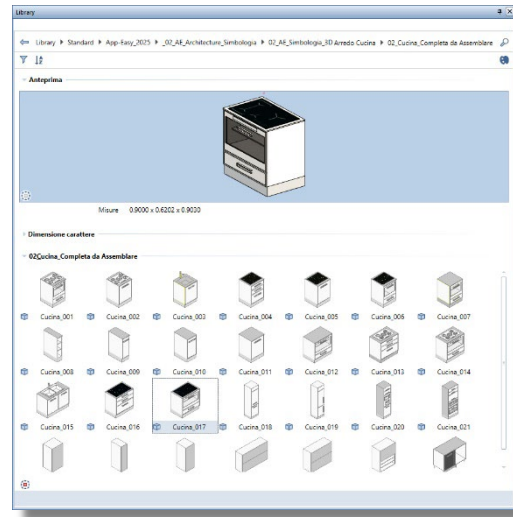 Library
Library Standard App-Easy_2025 _02_AE_Architecture_Simbologia 02_AE_Simbologia_3D Arredo Cucina 02_Cucina_Completa da Assemblare
Anteprima
Misure 0.9000 x 0.6202 x 0.9030
Dimensione carattere
02Cucina_Completa da Assemblare
Cucina_001 Cucina_002 Cucina_003 Cucina_004 Cucina_005 Cucina_006 Cucina_007
Cucina_008 Cucina_009 Cucina_010 Cucina_011 Cucina_012 Cucina_013 Cucina_014
Cucina_015 Cucina_016 Cucina_017 Cucina_018 Cucina_019 Cucina_020 Cucina_021